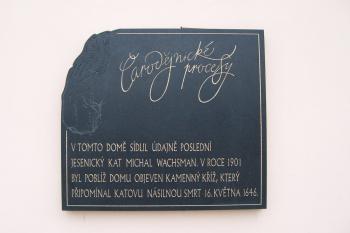 Čarodějnické
procesy
V TOMTO DOMĚ SÍDLIL ÚDAJNĚ POSLEDNÍ
JESENICKÝ KAT MICHAL WACHSMAN. V ROCE 1901
BYL POBLÍŽ DOMU OBJEVEN KAMENNÝ KŘÍŽ, KTERÝ
PŘIPOMÍNAL KATOVU NÁSILNOU SMRT 16. KVĚTNA 1646.